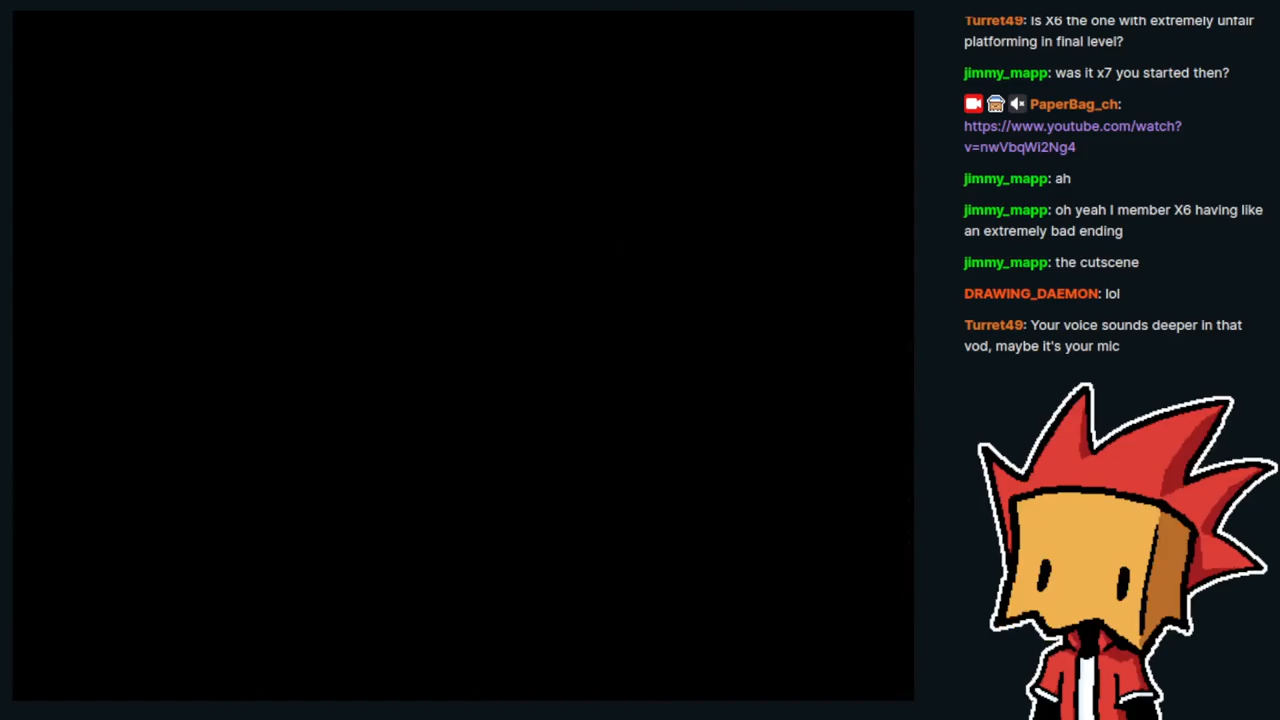 Turret49: Is X6 the one with extremely unfair
platforming in final level?
jimmy_mapp: was it x7 you started then?
PaperBag_ch:
https://www.youtube.com/watch?
v=nwVbqWi2Ng4
jimmy_mapp: ah
jimmy_mapp: oh yeah I member X6 having like
an extremely bad ending
jimmy_mapp: the cutscene
DRAWING_DAEMON: lol
Turret49: Your voice sounds deeper in that
vod, maybe it's your mic